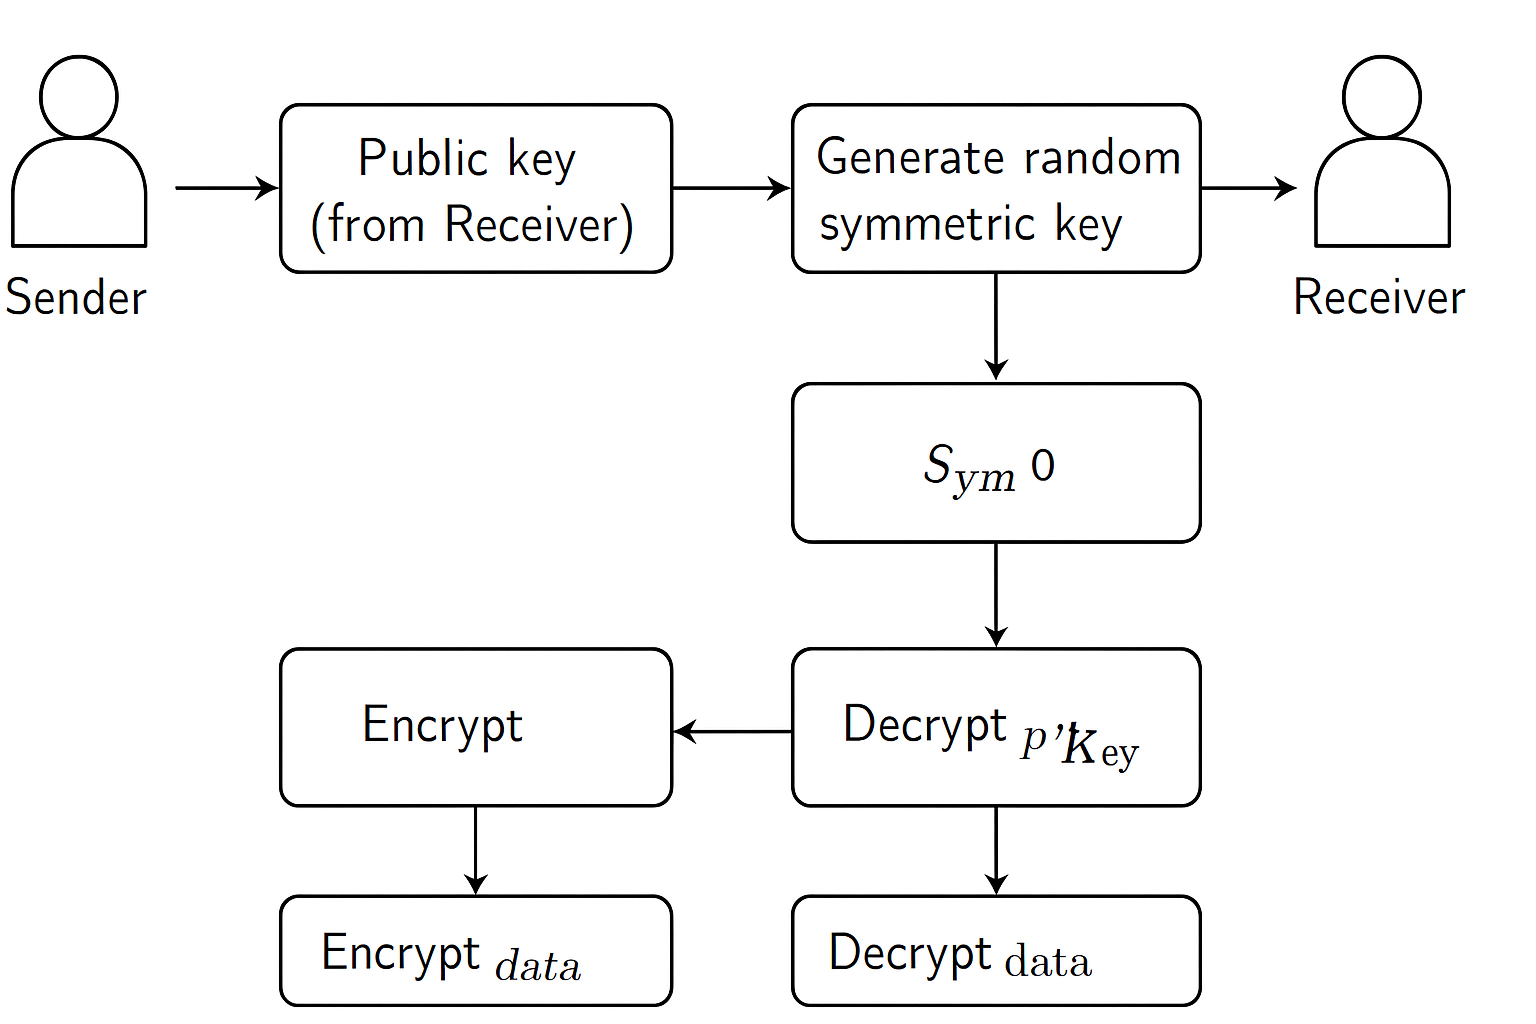 Public key
(from Receiver)
Generate random
symmetric key
Sender
Receiver
Sym 0
Encrypt
Decrypt
Encrypt data
Decrypt data